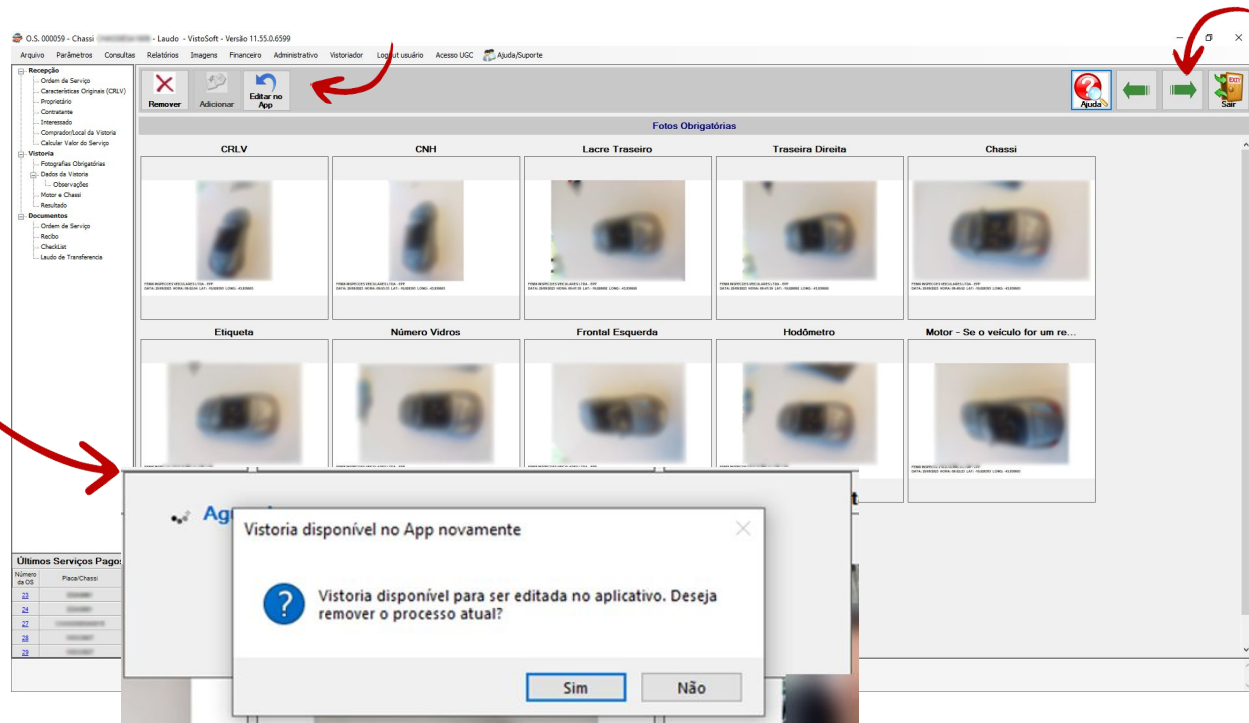 O.S. 000059 - Chassi - Laudo - VistoSoft - Versão 11.55.0.6599
Arquivo Parâmetros Consultas Relatórios Imagens Financeiro Administrativo Vistoriador Logout usuário Acesso UGC Ajuda/Suporte
Recepção
Ordem de Serviço
Características Originais (CRLV)
Proprietário
Contratante
Interessado
Comprador/Local da Vistoria
Calcular Valor do Serviço
Vistoria
Fotografias Obrigatórias
Dados da Vistoria
Observações
Motor e Chassi
Resultado
Documentos
Ordem de Serviço
Recibo
CheckList
Laudo de Transferencia
Remover
Adicionar
Editar no
App
Ajuda
Sair
Fotos Obrigatórias
CRLV
CNH
Lacre Traseiro
Traseira Direita
Chassi
Etiqueta
Número Vidros
Frontal Esquerda
Hodômetro
Motor - Se o veículo for um re...
Últimos Serviços Pagos
Número
da OS
Placa/Chassi
23
24
27
28
29
Vistoria disponível no App novamente
Vistoria disponível para ser editada no aplicativo. Deseja
remover o processo atual?
Sim
Não